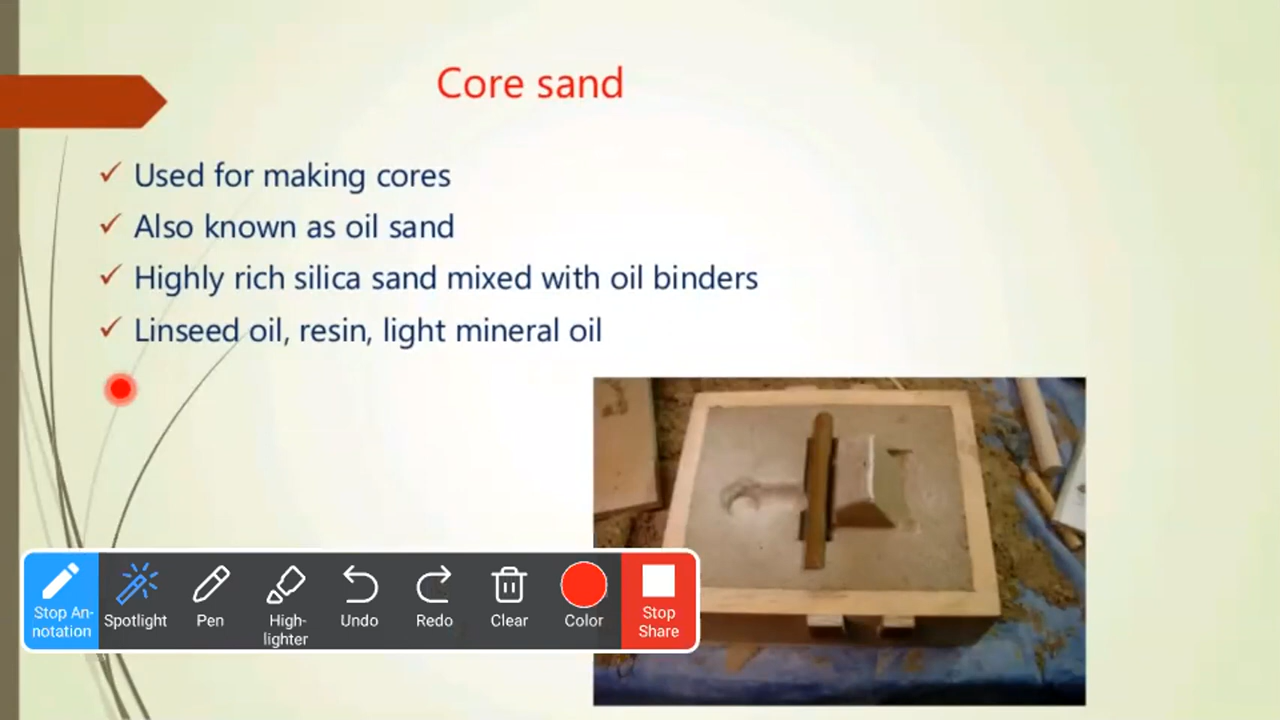 Core sand
Used for making cores
Also known as oil sand
Highly rich silica sand mixed with oil binders
Linseed oil, resin, light mineral oil
Stop An-
notation
Spotlight
Pen
High-
lighter
Undo
Redo
Clear
Color
Stop
Share